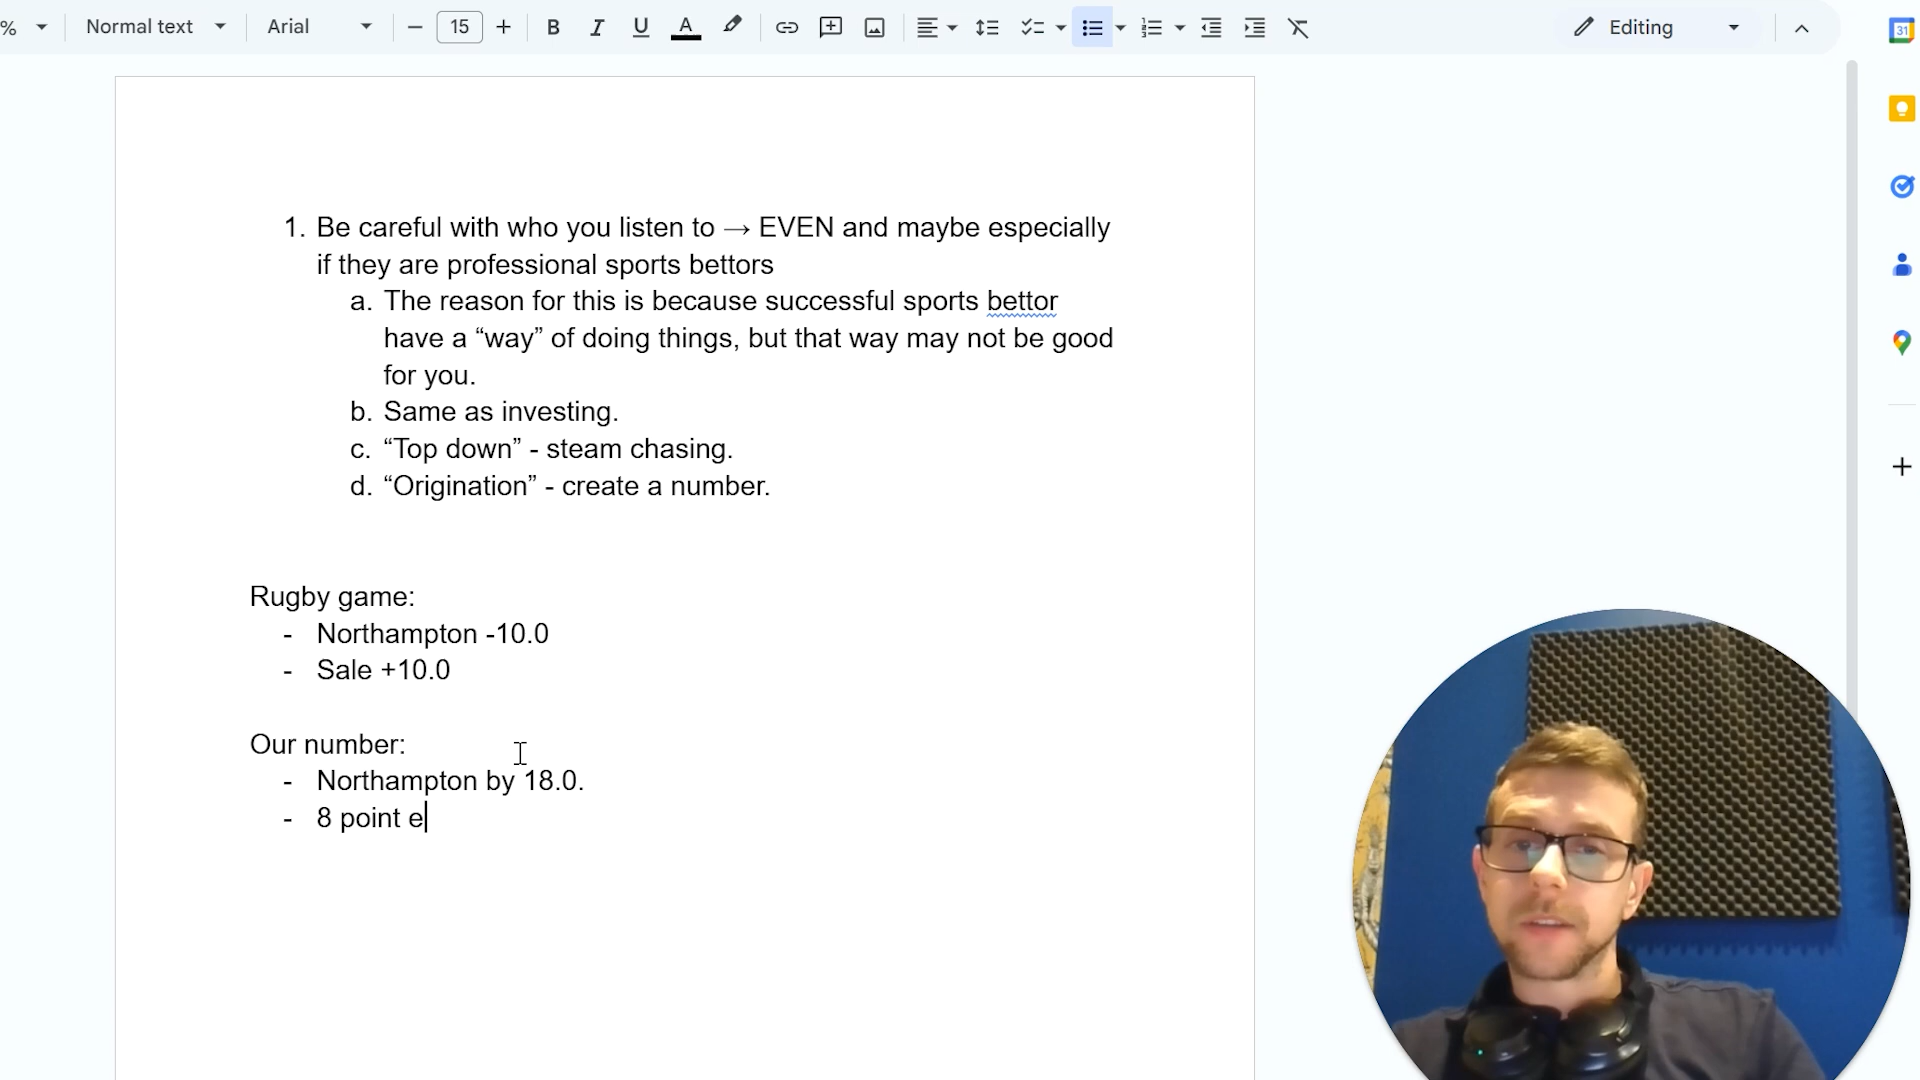 %
Normal text
Arial
15
B
I
U
A
Editing
31
1. Be careful with who you listen to → EVEN and maybe especially
if they are professional sports bettors
a. The reason for this is because successful sports bettor
have a “way” of doing things, but that way may not be good
for you.
b. Same as investing.
c. “Top down” - steam chasing.
d. “Origination” - create a number.
Rugby game:
- Northampton -10.0
- Sale +10.0
Our number:
- Northampton by 18.0.
- 8 point e